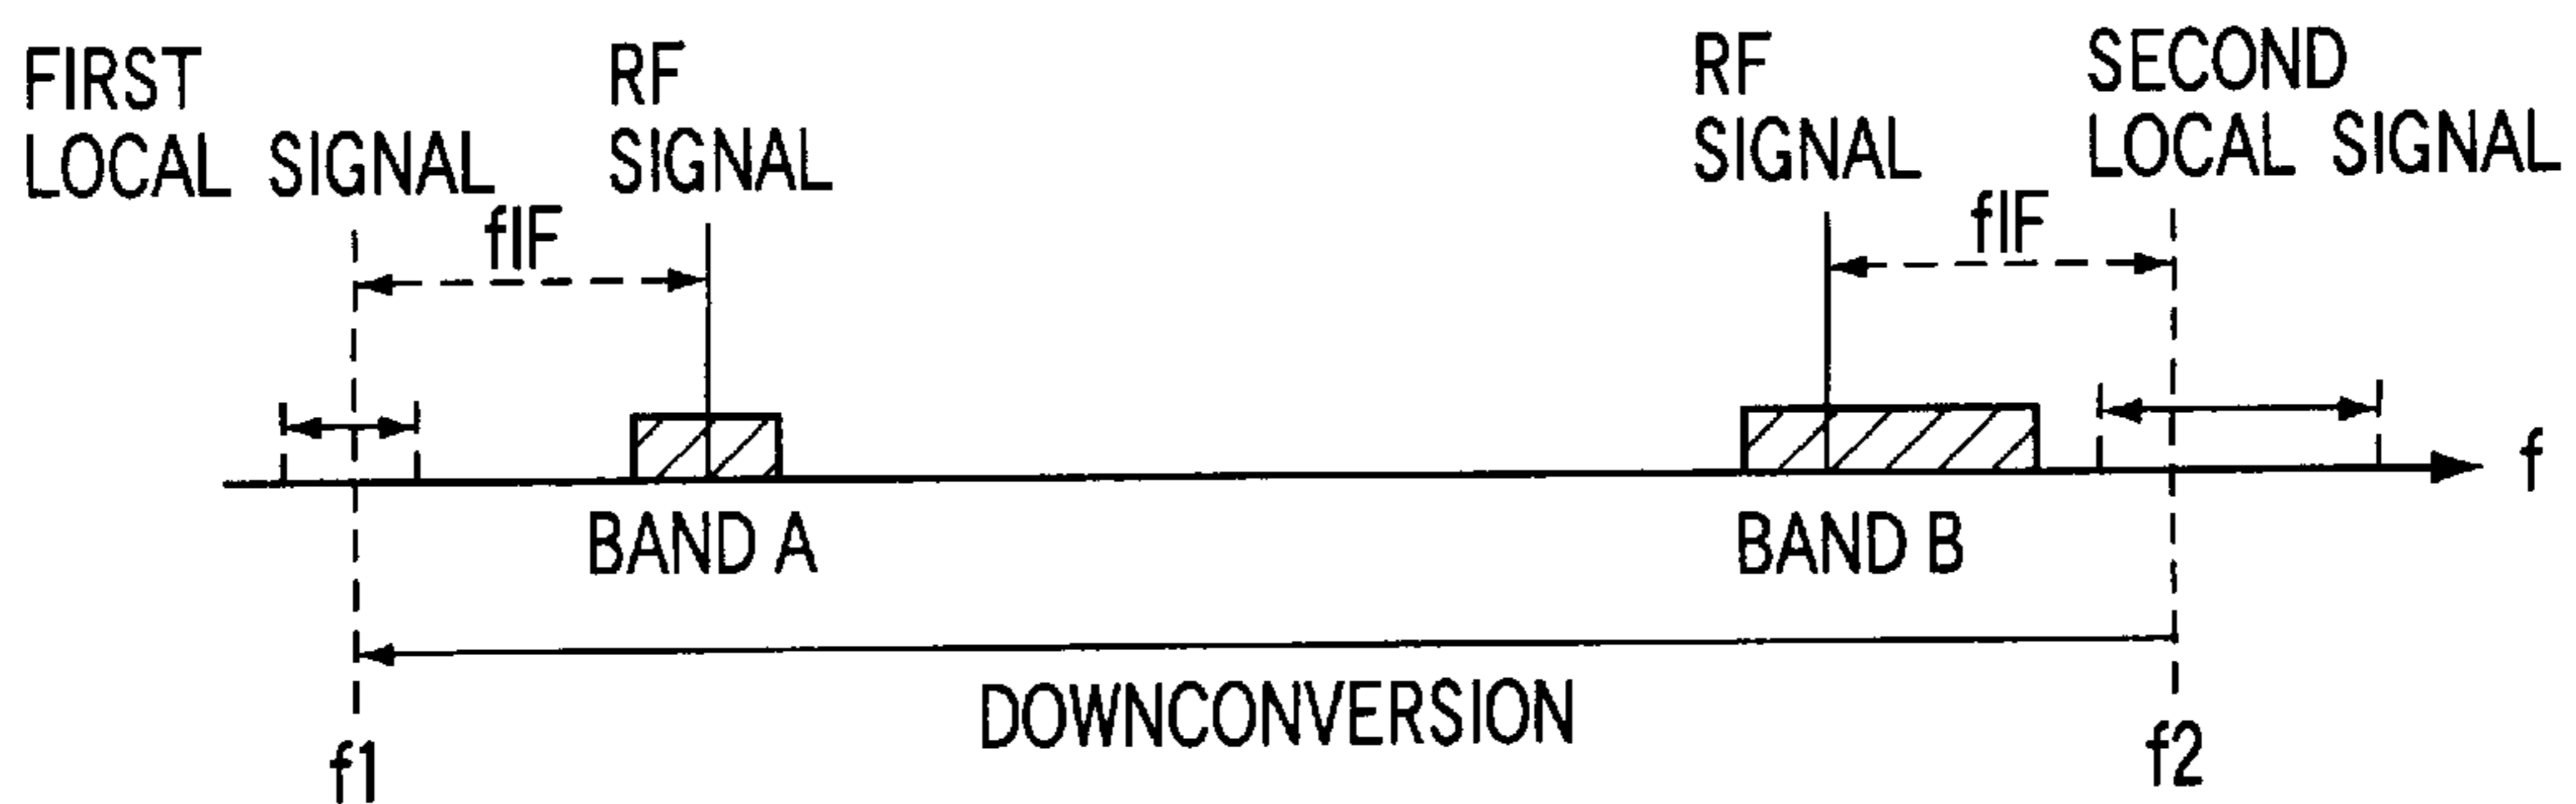 FIRST
LOCAL SIGNAL
RF
SIGNAL
RF
SIGNAL
SECOND
LOCAL SIGNAL
fIF
fIF
f
BAND A
BAND B
DOWNCONVERSION
f1
f2